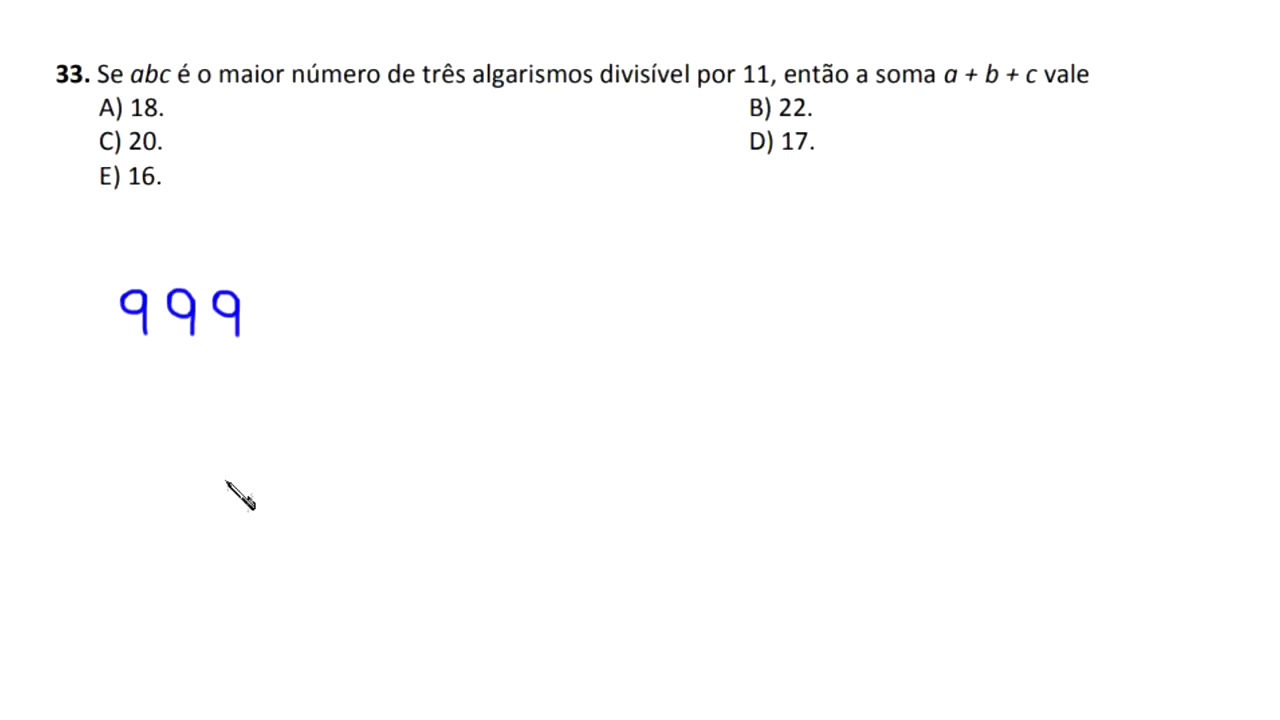 33. Se abc é o maior número de três algarismos divisível por 11, então a soma a + b + c vale
A) 18. B) 22.
C) 20. D) 17.
E) 16.
999